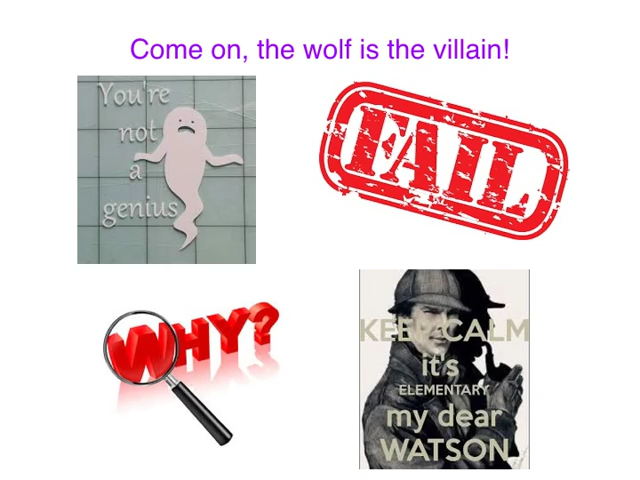 Come on, the wolf is the villain!
You're
not
a
genius
FAIL
WHY?
KEEP CALM
it's
ELEMENTARY
my dear
WATSON